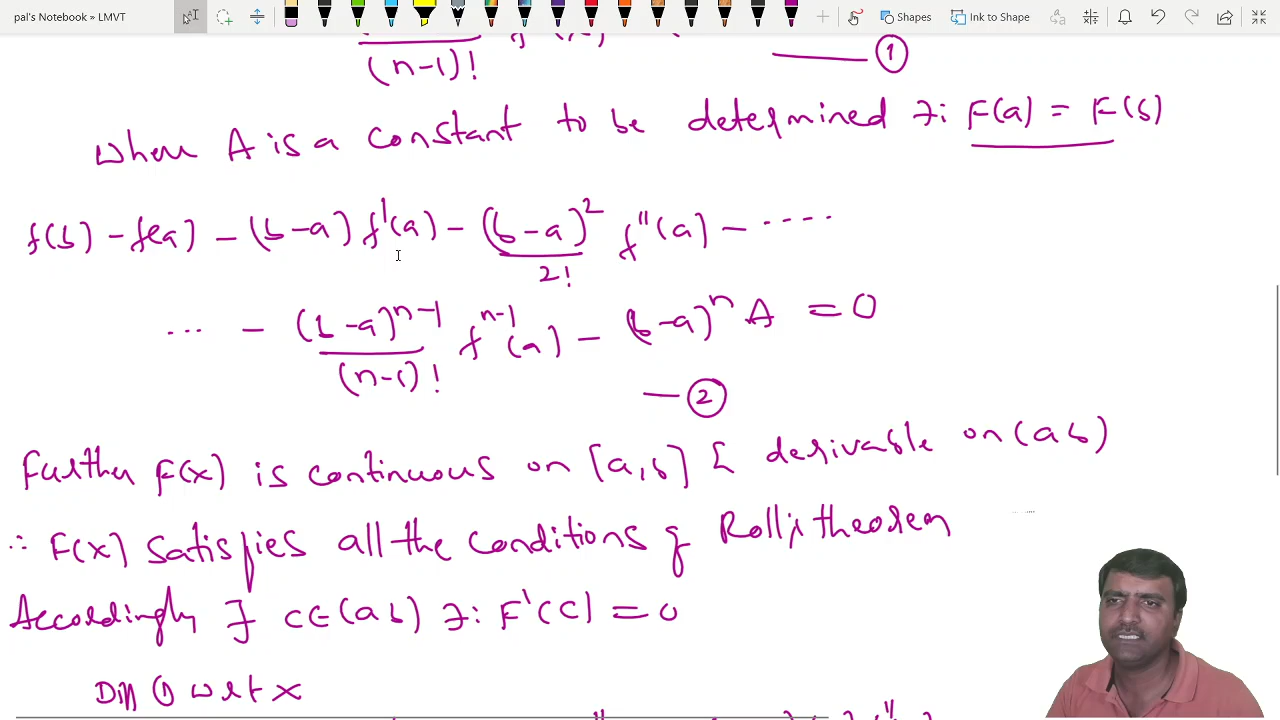 pal's Notebook » LMVT
Shapes Ink to Shape
(n-1)! ①
Where A is a constant to be determined ∋: F(a) = F(b)
f(b) - f(a) - (b-a) f'(a) - (b-a)²/2! f''(a) - ....
... - (b-a)ⁿ⁻¹/(n-1)! fⁿ⁻¹(a) - (b-a)ⁿ A = 0
— ②
Further F(x) is continuous on [a,b] & derivable on (a b)
∴ F(x) satisfies all the conditions of Rolle's theorem
Accordingly ∃ c∈(a b) ∋: F'(c) = 0
Diff ① w r t x